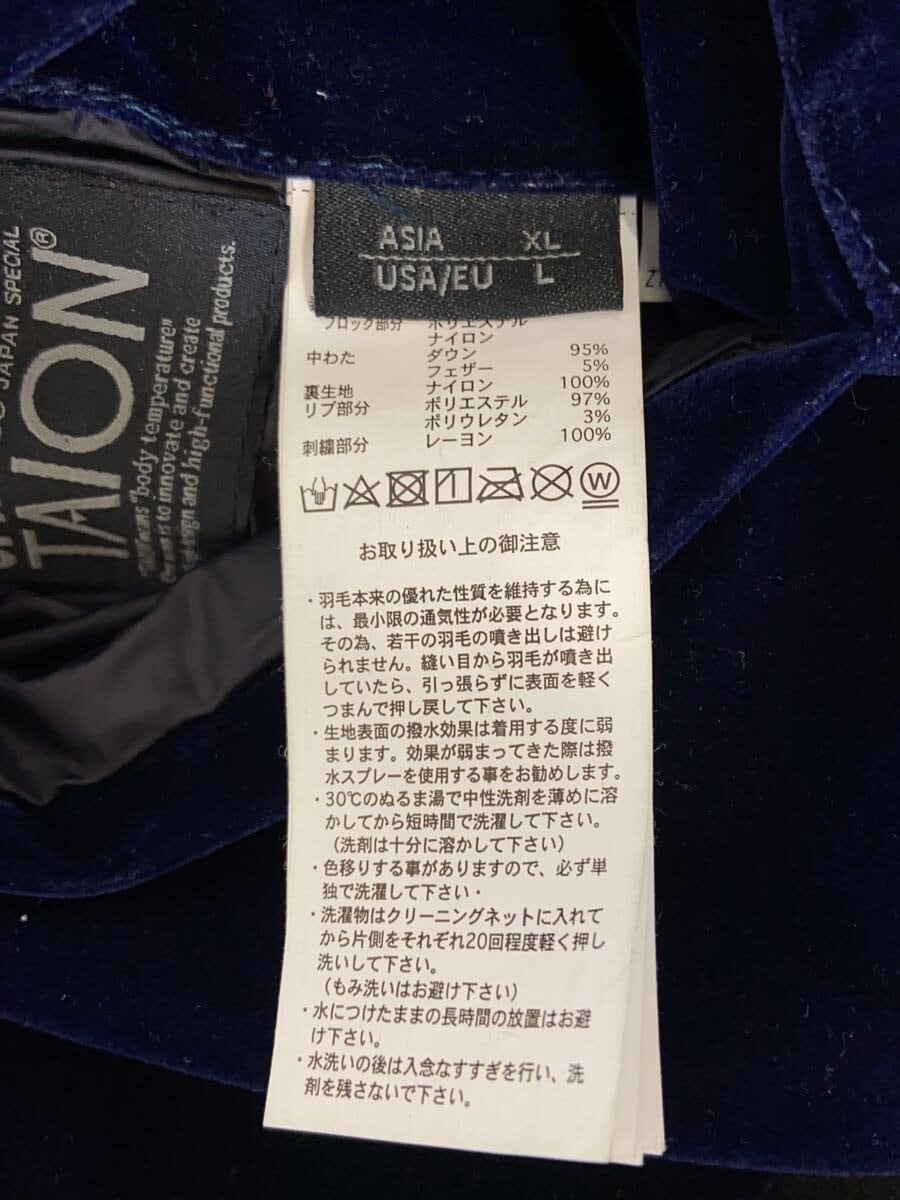 ASIA XL
USA/EU L
ブロック部分 ポリエステル
ナイロン
中わた ダウン 95%
フェザー 5%
裏生地 ナイロン 100%
リブ部分 ポリエステル 97%
ポリウレタン 3%
刺繍部分 レーヨン 100%
お取り扱い上の御注意
・羽毛本来の優れた性質を維持する為に
は、最小限の通気性が必要となります。
その為、若干の羽毛の噴き出しは避け
られません。縫い目から羽毛が噴き出
していたら、引っ張らずに表面を軽く
つまんで押し戻して下さい。
・生地表面の撥水効果は着用する度に弱
まります。効果が弱まってきた際は撥
水スプレーを使用する事をお勧めします。
・30℃のぬるま湯で中性洗剤を薄めに溶
かしてから短時間で洗濯して下さい。
(洗剤は十分に溶かして下さい)
・色移りする事がありますので、必ず単
独で洗濯して下さい・
・洗濯物はクリーニングネットに入れて
から片側をそれぞれ20回程度軽く押し
洗いして下さい。
(もみ洗いはお避け下さい)
・水につけたままの長時間の放置はお避
け下さい。
・水洗いの後は入念なすすぎを行い、洗
剤を残さないで下さい。
JAPAN SPECIAL
TAION®
"body temperature"
is to innovate and create
and high-functional products.